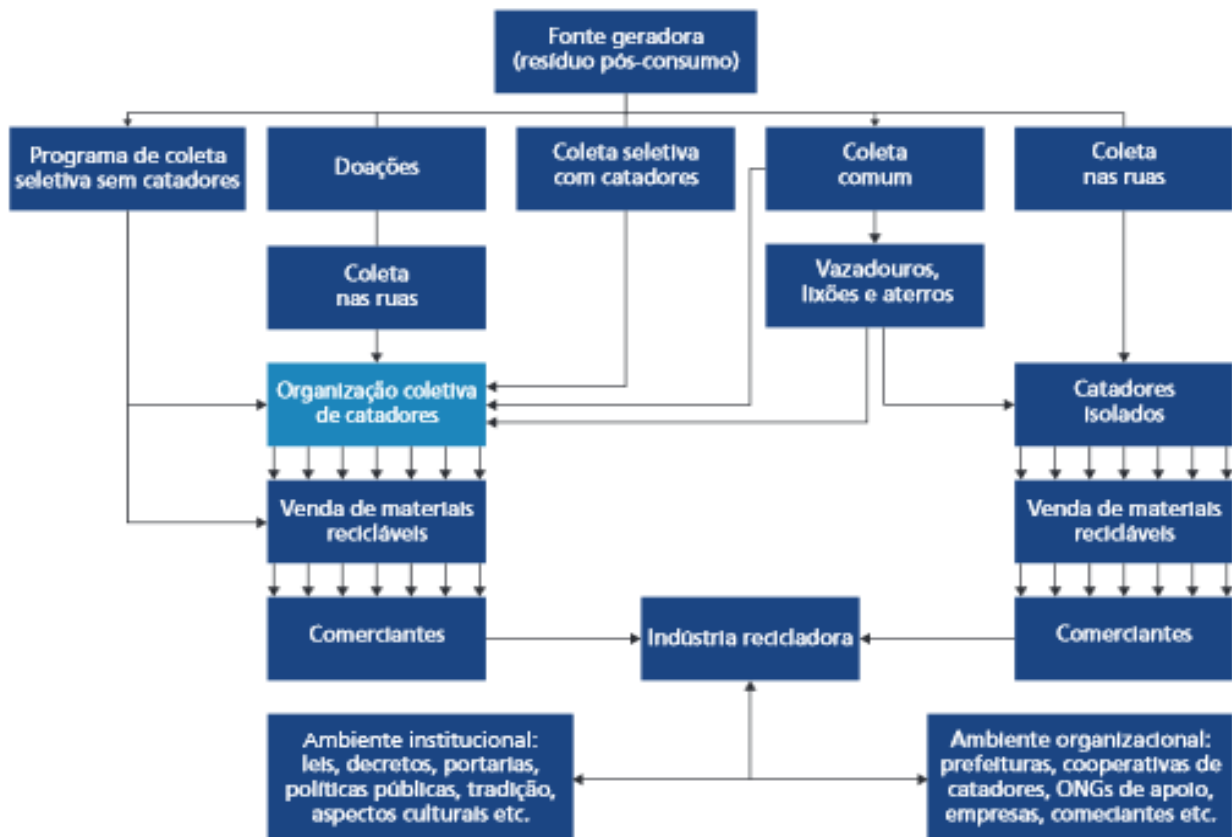 Fonte geradora
(resíduo pós-consumo)
Programa de coleta
seletiva sem catadores
Doações
Coleta seletiva
com catadores
Coleta
comum
Coleta
nas ruas
Coleta
nas ruas
Vazadouros,
lixões e aterros
Organização coletiva
de catadores
Catadores
isolados
Venda de materiais
recicláveis
Venda de materiais
recicláveis
Comerciantes
Indústria recicladora
Comerciantes
Ambiente institucional:
leis, decretos, portarias,
políticas públicas, tradição,
aspectos culturais etc.
Ambiente organizacional:
prefeituras, cooperativas de
catadores, ONGs de apoio,
empresas, comeciantes etc.